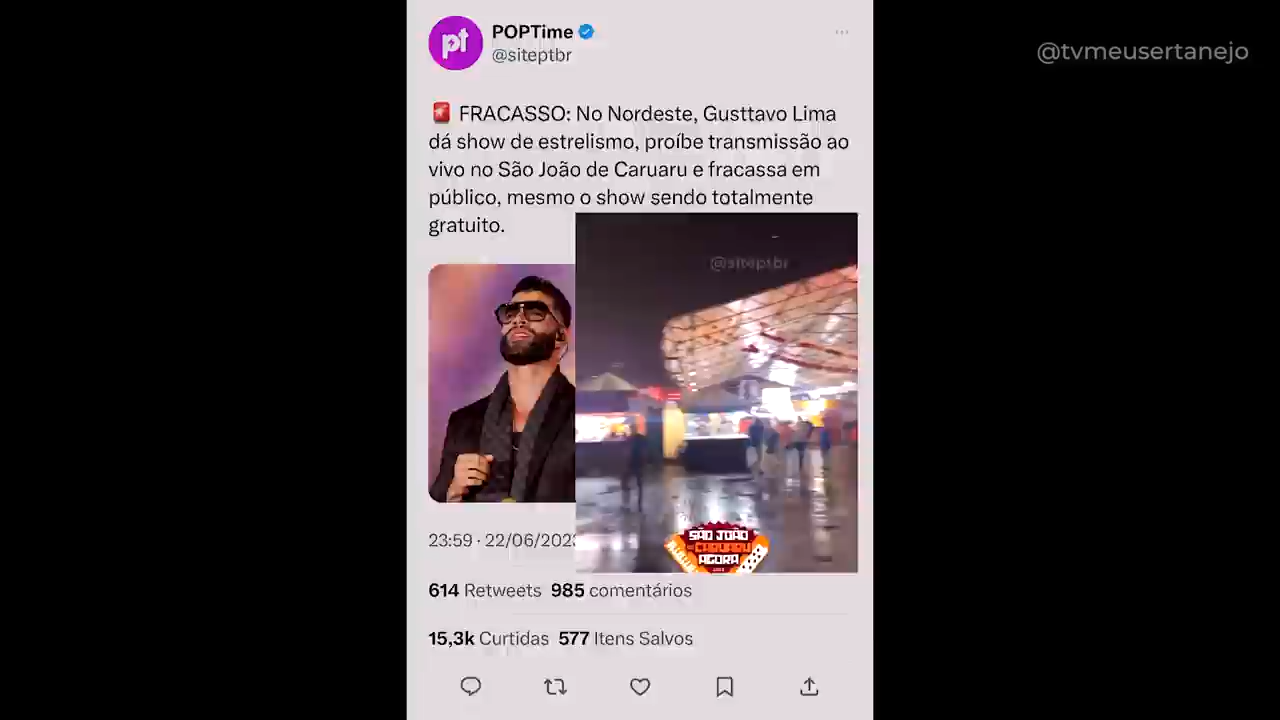 POPTime
@siteptbr
@tvmeusertanejo
FRACASSO: No Nordeste, Gusttavo Lima
dá show de estrelismo, proíbe transmissão ao
vivo no São João de Caruaru e fracassa em
público, mesmo o show sendo totalmente
gratuito.
@siteptbr
SÃO JOÃO
CARUARU
AGORA
23:59 · 22/06/2023
614 Retweets 985 comentários
15,3k Curtidas 577 Itens Salvos